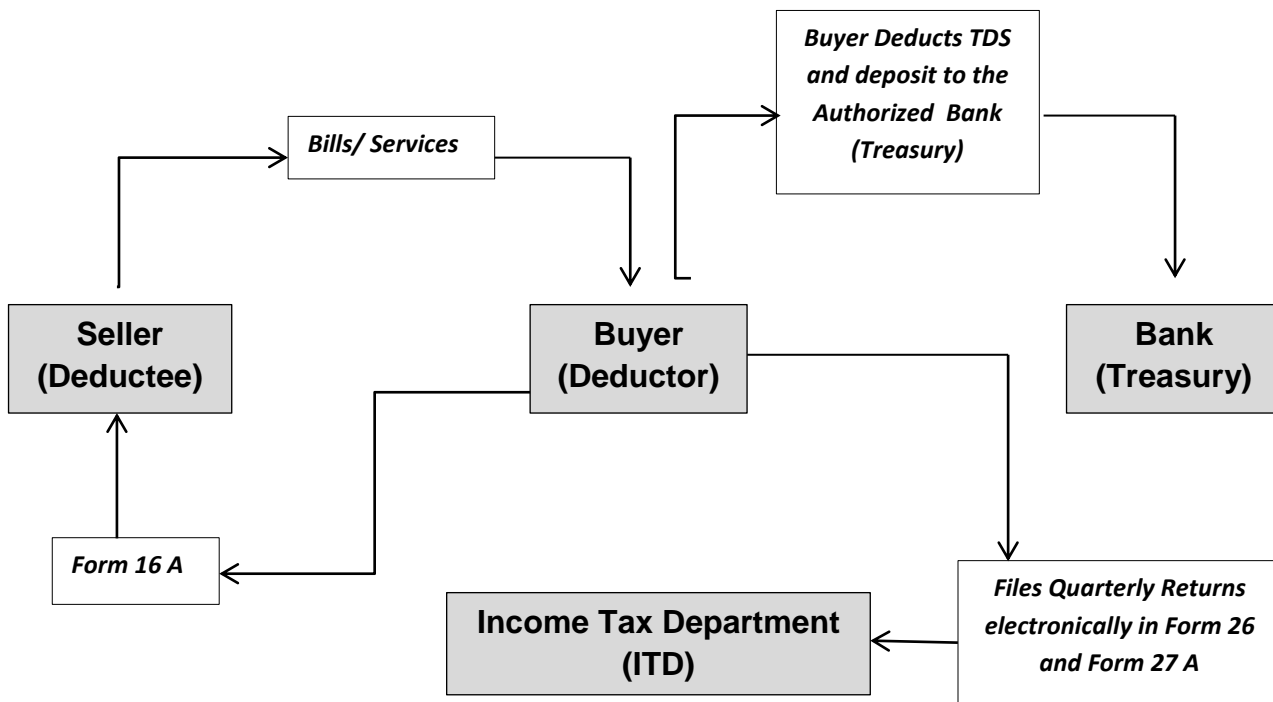 Buyer Deducts TDS
and deposit to the
Authorized Bank
(Treasury)
Bills/ Services
Seller
(Deductee)
Buyer
(Deductor)
Bank
(Treasury)
Form 16 A
Income Tax Department
(ITD)
Files Quarterly Returns
electronically in Form 26
and Form 27 A